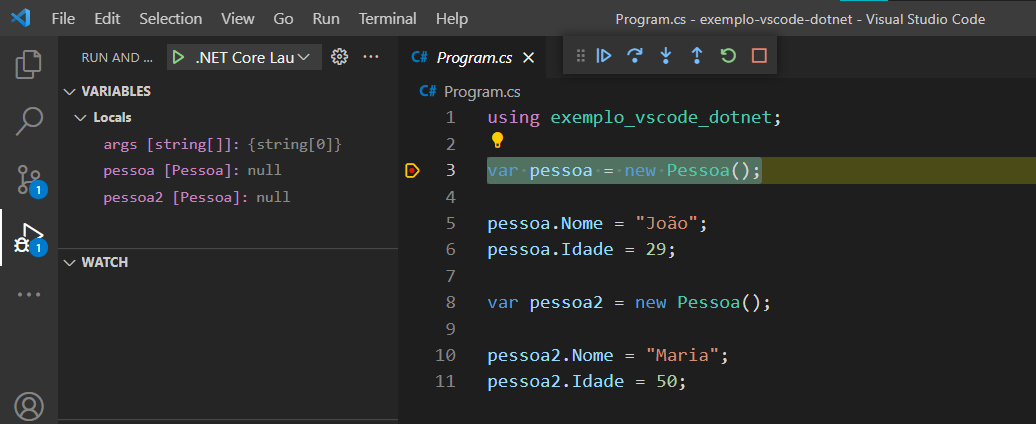 File Edit Selection View Go Run Terminal Help Program.cs - exemplo-vscode-dotnet - Visual Studio Code
RUN AND ... .NET Core Lau ...
VARIABLES
Locals
args [string[]]: {string[0]}
pessoa [Pessoa]: null
pessoa2 [Pessoa]: null
WATCH
1
1
C# Program.cs
C# Program.cs
1 using exemplo_vscode_dotnet;
2
3 var pessoa = new Pessoa();
4
5 pessoa.Nome = "João";
6 pessoa.Idade = 29;
7
8 var pessoa2 = new Pessoa();
9
10 pessoa2.Nome = "Maria";
11 pessoa2.Idade = 50;